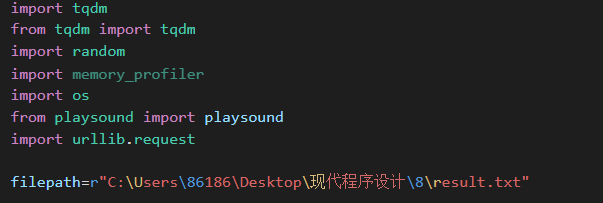 import tqdm
from tqdm import tqdm
import random
import memory_profiler
import os
from playsound import playsound
import urllib.request
filepath=r"C:\Users\86186\Desktop\现代程序设计\8\result.txt"